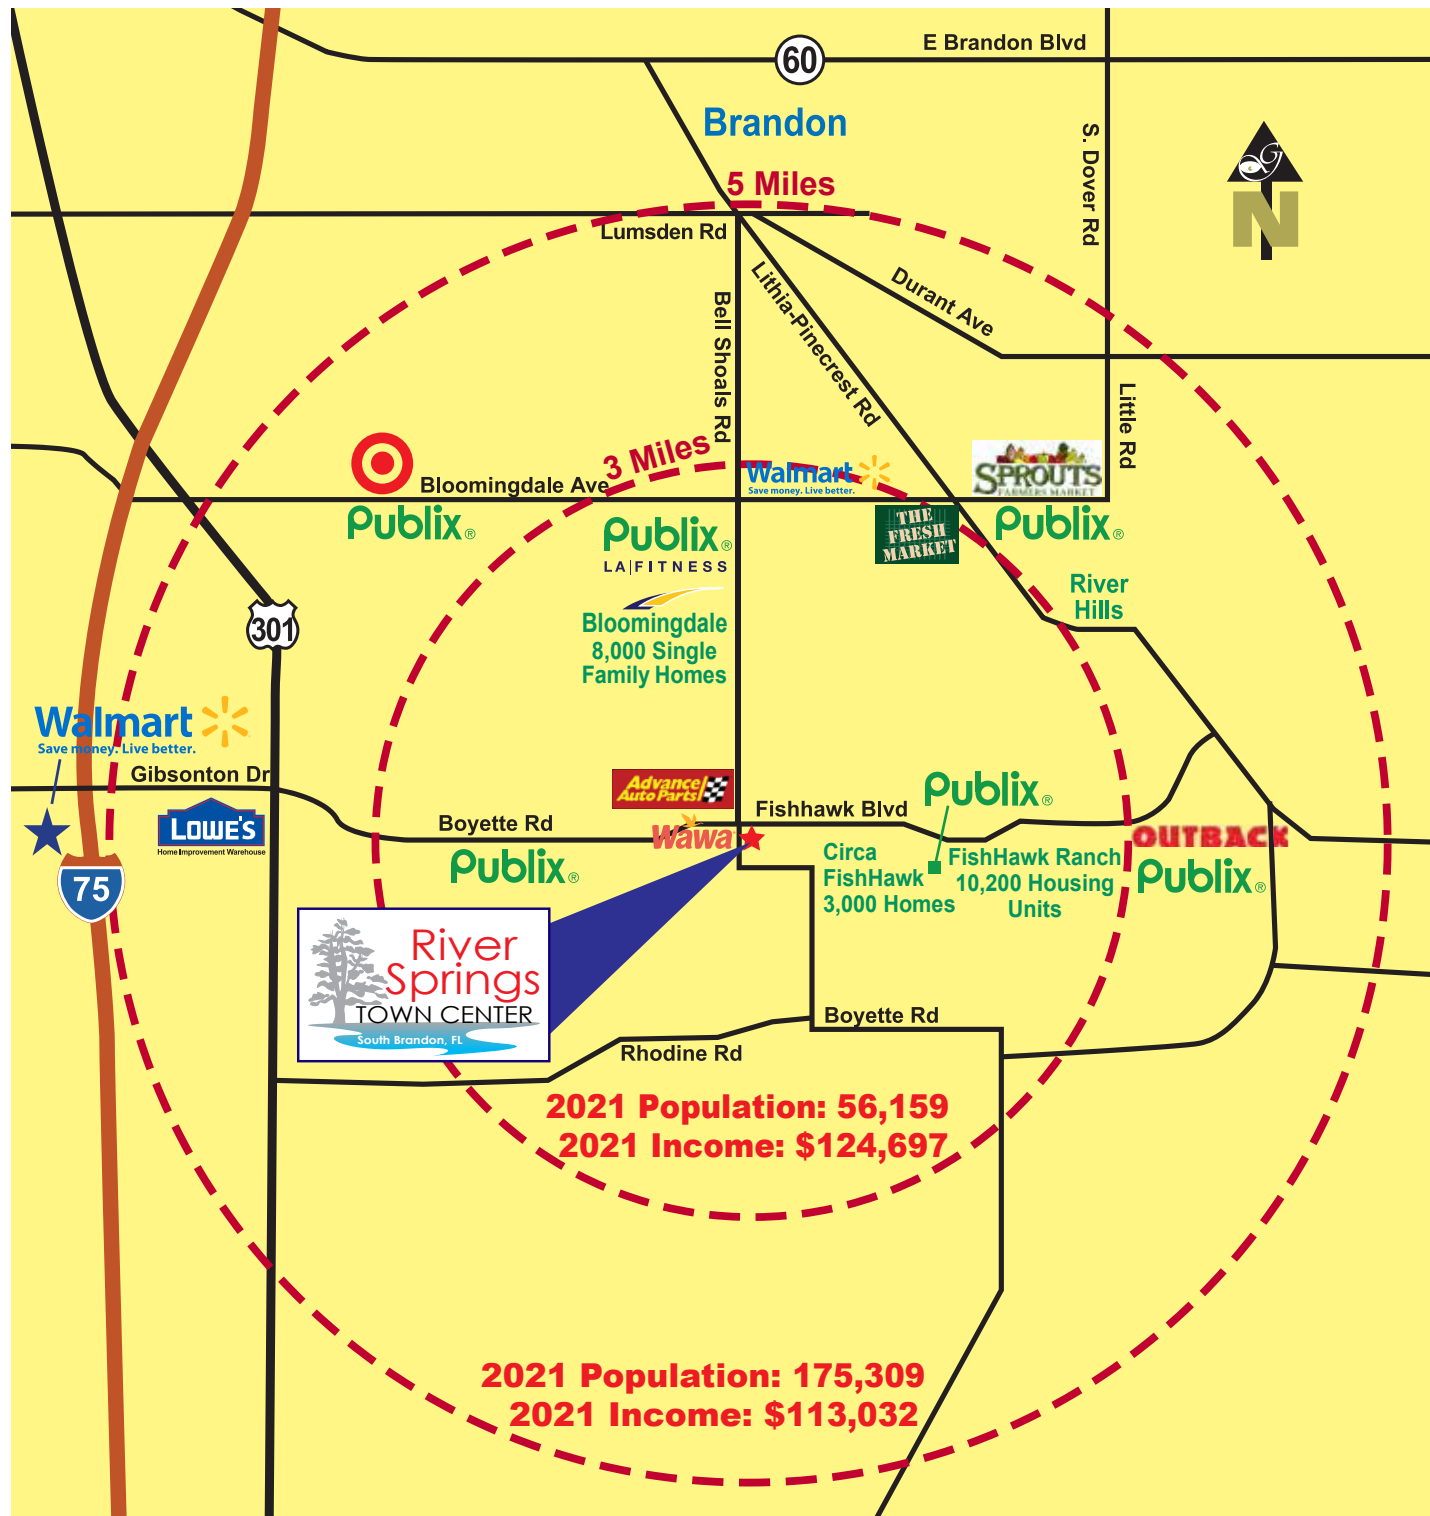 E Brandon Blvd
60
Brandon
S. Dover Rd
GJ
N
5 Miles
Lumsden Rd
Durant Ave
Lithia-Pinecrest Rd
Bell Shoals Rd
Little Rd
3 Miles
Walmart
Save money. Live better.
SPROUTS
FARMERS MARKET
Bloomingdale Ave
Publix®
Publix®
LA|FITNESS
THE
FRESH
MARKET
Publix®
River
Hills
Bloomingdale
8,000 Single
Family Homes
301
Walmart
Save money. Live better.
Gibsonton Dr
LOWE'S
Home Improvement Warehouse
75
Advance
Auto Parts
Publix®
Fishhawk Blvd
Boyette Rd
Wawa
Publix®
OUTBACK
Publix®
Circa
FishHawk
3,000 Homes
FishHawk Ranch
10,200 Housing
Units
River
Springs
TOWN CENTER
South Brandon, FL
Boyette Rd
Rhodine Rd
2021 Population: 56,159
2021 Income: $124,697
2021 Population: 175,309
2021 Income: $113,032